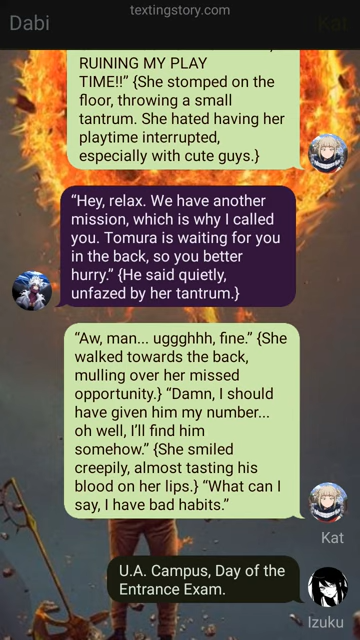 textingstory.com
Dabi
Kat
RUINING MY PLAY
TIME!!” {She stomped on the
floor, throwing a small
tantrum. She hated having her
playtime interrupted,
especially with cute guys.}
“Hey, relax. We have another
mission, which is why I called
you. Tomura is waiting for you
in the back, so you better
hurry.” {He said quietly,
unfazed by her tantrum.}
“Aw, man... uggghhh, fine.” {She
walked towards the back,
mulling over her missed
opportunity.} “Damn, I should
have given him my number...
oh well, I’ll find him
somehow.” {She smiled
creepily, almost tasting his
blood on her lips.} “What can I
say, I have bad habits.”
Kat
U.A. Campus, Day of the
Entrance Exam.
Izuku